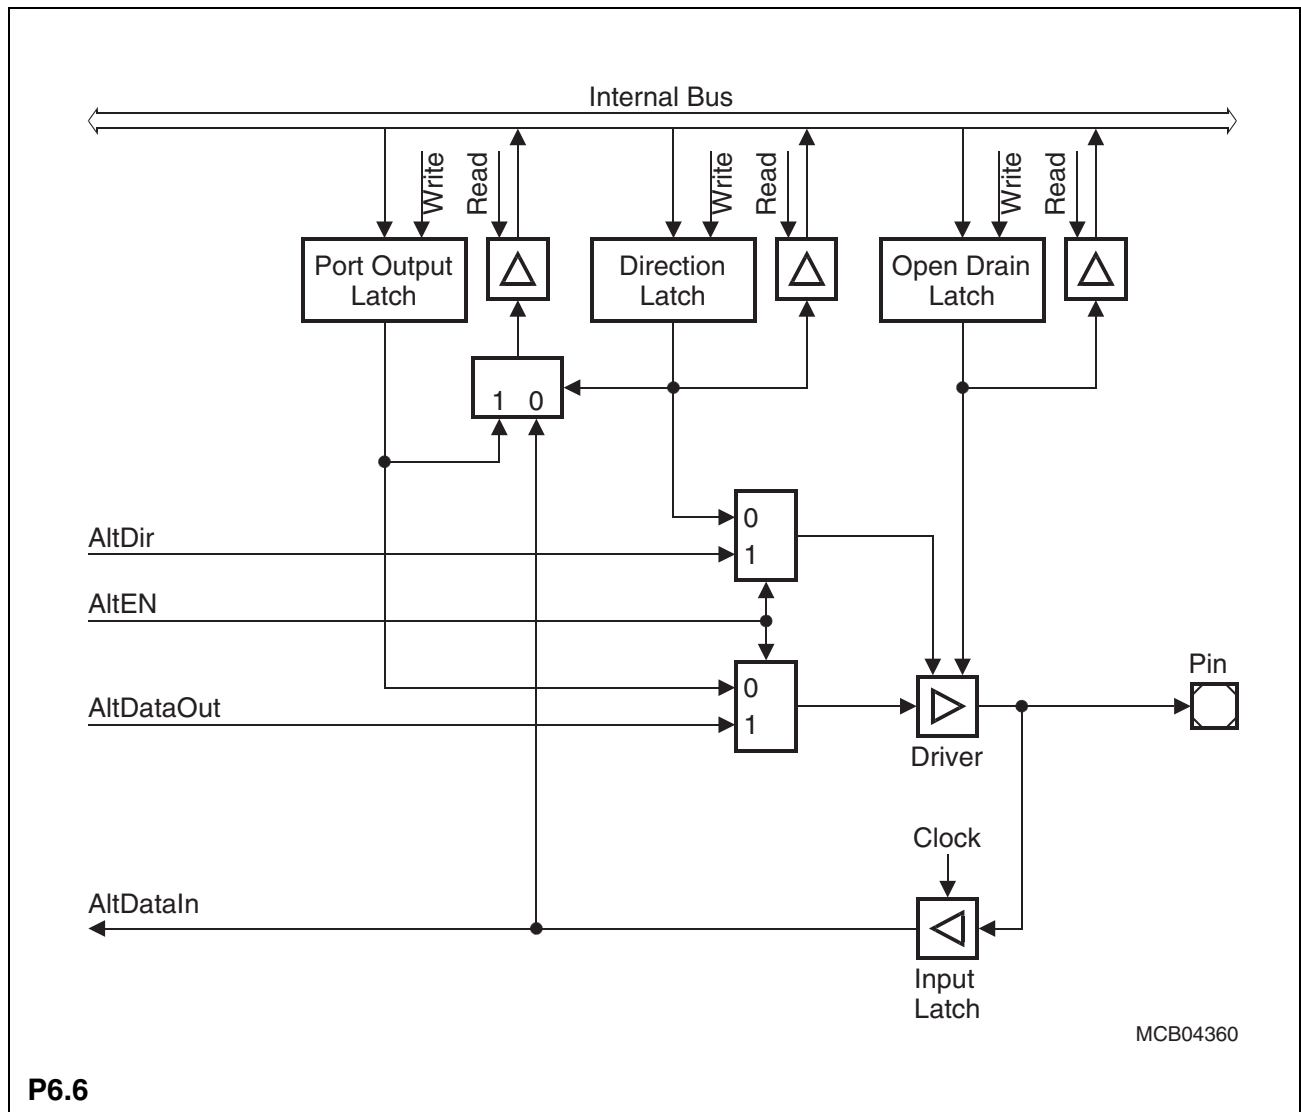 Internal Bus
Write
Read
Write
Read
Write
Read
Port Output
Latch
Direction
Latch
Open Drain
Latch
1 0
AltDir
0
1
AltEN
AltDataOut
0
1
Pin
Driver
Clock
AltDataIn
Input
Latch
MCB04360
P6.6